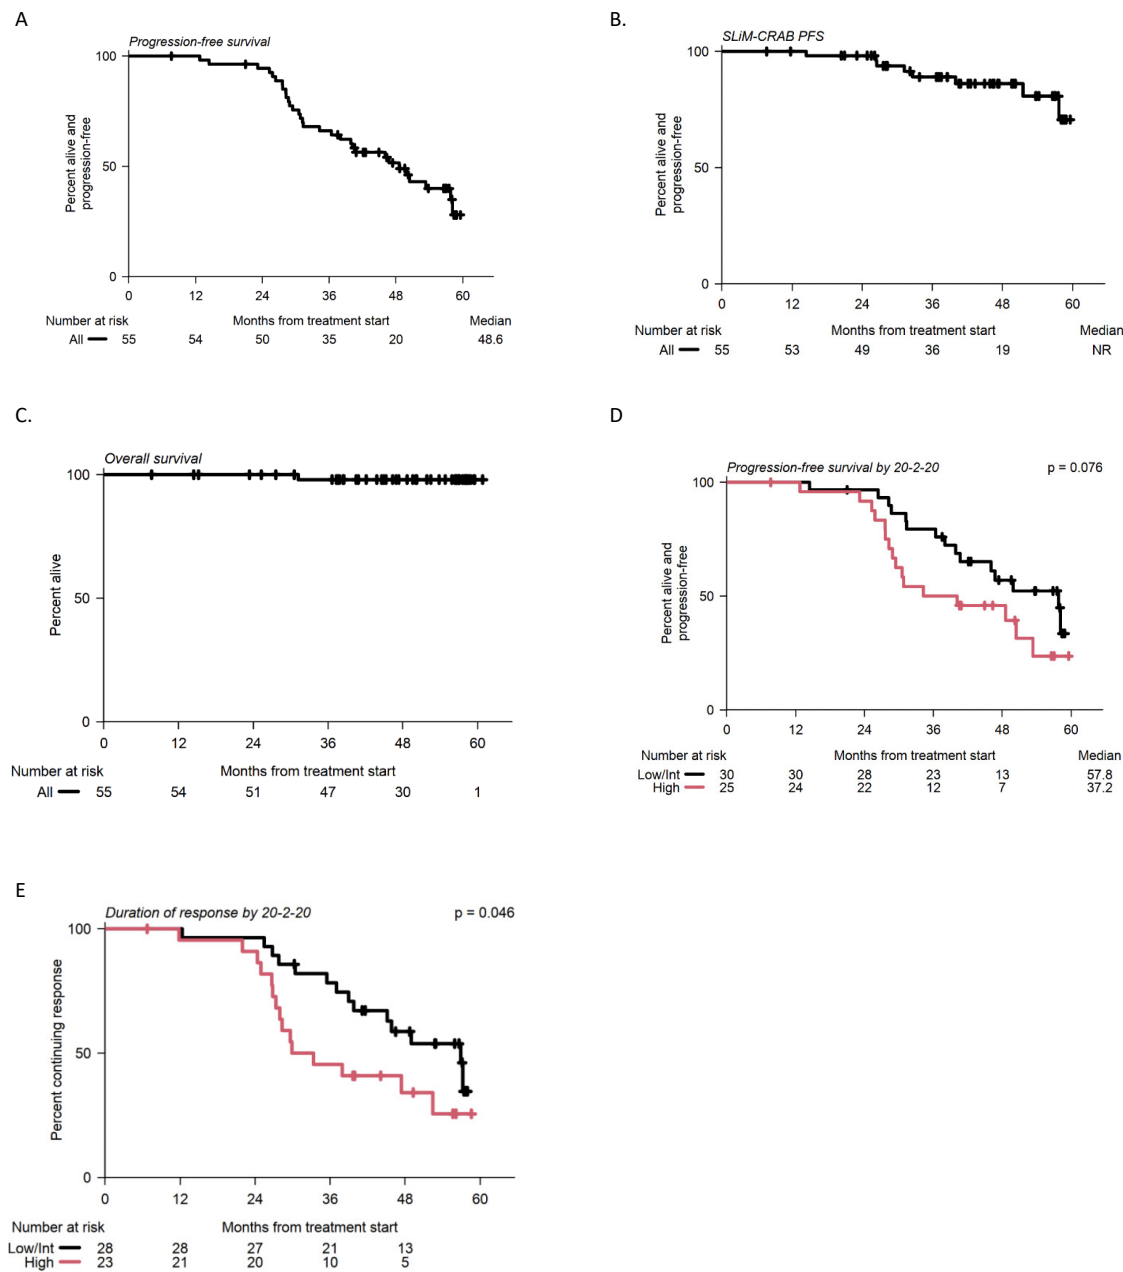 A
Progression-free survival
100
50
0
Percent alive and
progression-free
0 12 24 36 48 60
Number at risk Months from treatment start Median
All 55 54 50 35 20 48.6
B.
SLiM-CRAB PFS
100
50
0
Percent alive and
progression-free
0 12 24 36 48 60
Number at risk Months from treatment start Median
All 55 53 49 36 19 NR
C.
Overall survival
100
50
0
Percent alive
0 12 24 36 48 60
Number at risk Months from treatment start
All 55 54 51 47 30 1
D
Progression-free survival by 20-2-20 p = 0.076
100
50
0
Percent alive and
progression-free
0 12 24 36 48 60
Number at risk Months from treatment start Median
Low/Int 30 30 28 23 13 57.8
High 25 24 22 12 7 37.2
E
Duration of response by 20-2-20 p = 0.046
100
50
0
Percent continuing response
0 12 24 36 48 60
Number at risk Months from treatment start
Low/Int 28 28 27 21 13
High 23 21 20 10 5